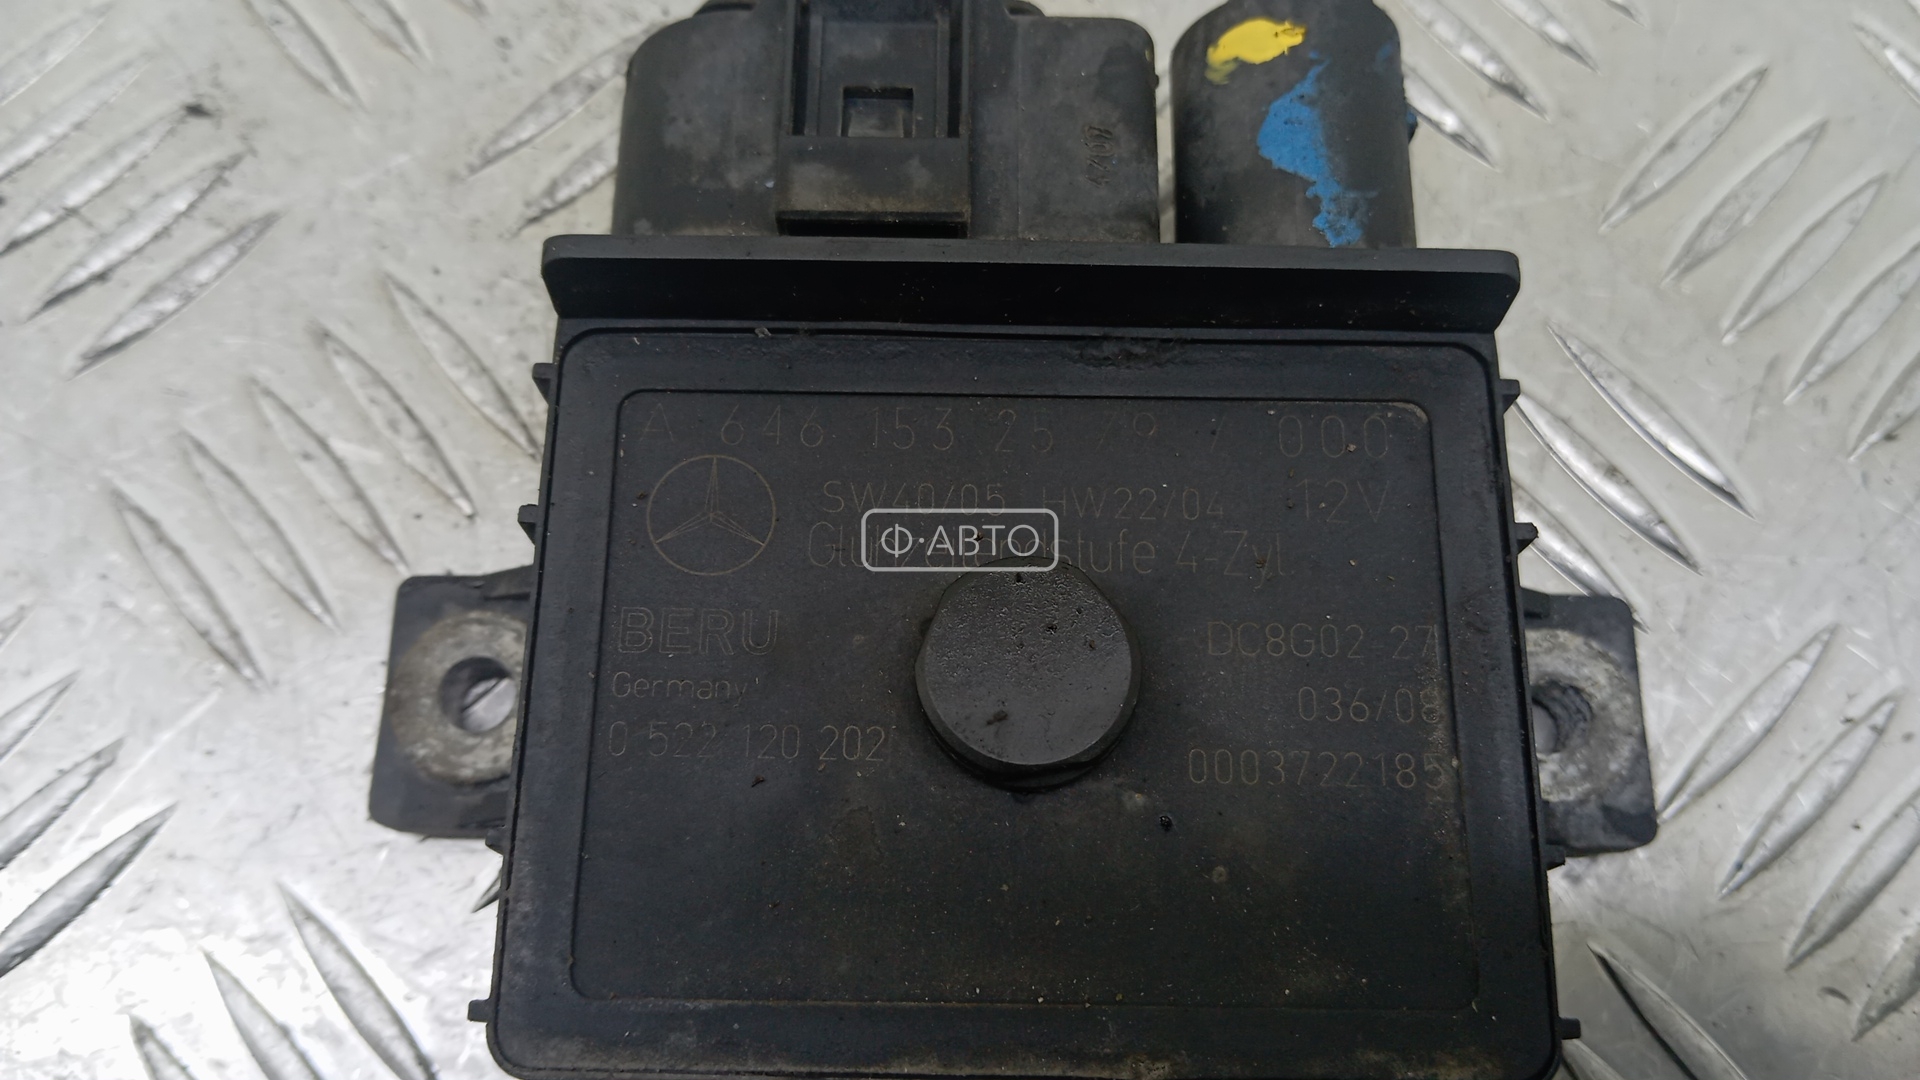 A 646 153 25 79 / 000
SW40/05 HW22/04 12V
Ф·АВТО
4-Zyl.
BERU
Germany
0 522 120 202
DC8G02-27
036/08
0003722185